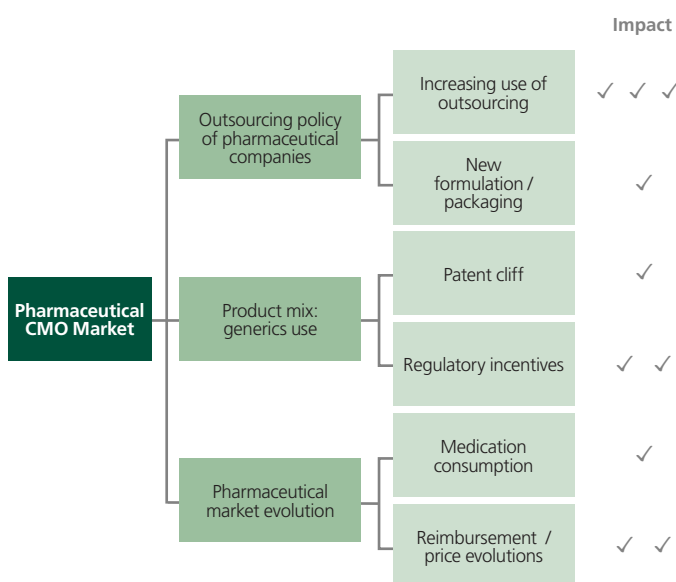 Impact
Increasing use of
outsourcing
✓ ✓ ✓
Outsourcing policy
of pharmaceutical
companies
New
formulation /
packaging
✓
Patent cliff
✓
Pharmaceutical
CMO Market
Product mix:
generics use
Regulatory incentives
✓ ✓
Medication
consumption
✓
Pharmaceutical
market evolution
Reimbursement /
price evolutions
✓ ✓